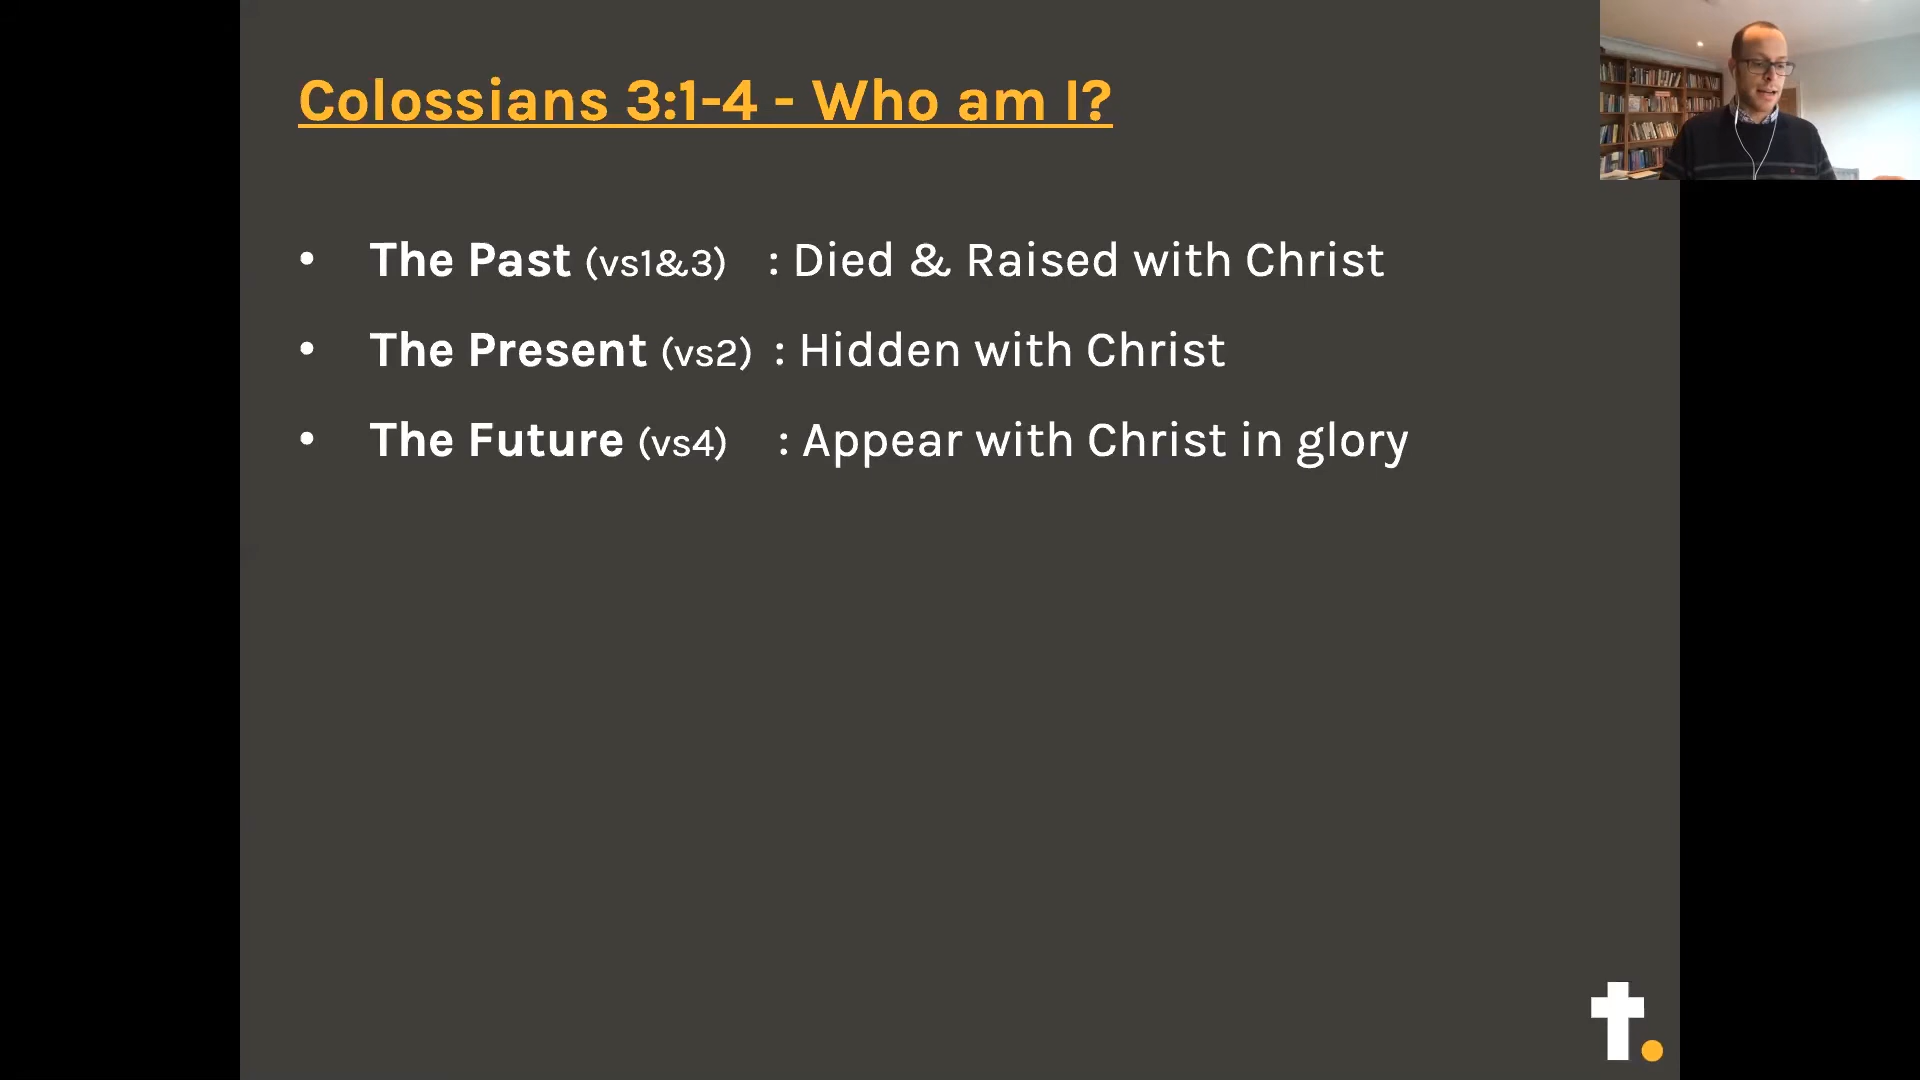 Colossians 3:1-4 - Who am I?
• The Past (vs1&3) : Died & Raised with Christ
• The Present (vs2) : Hidden with Christ
• The Future (vs4) : Appear with Christ in glory
t.